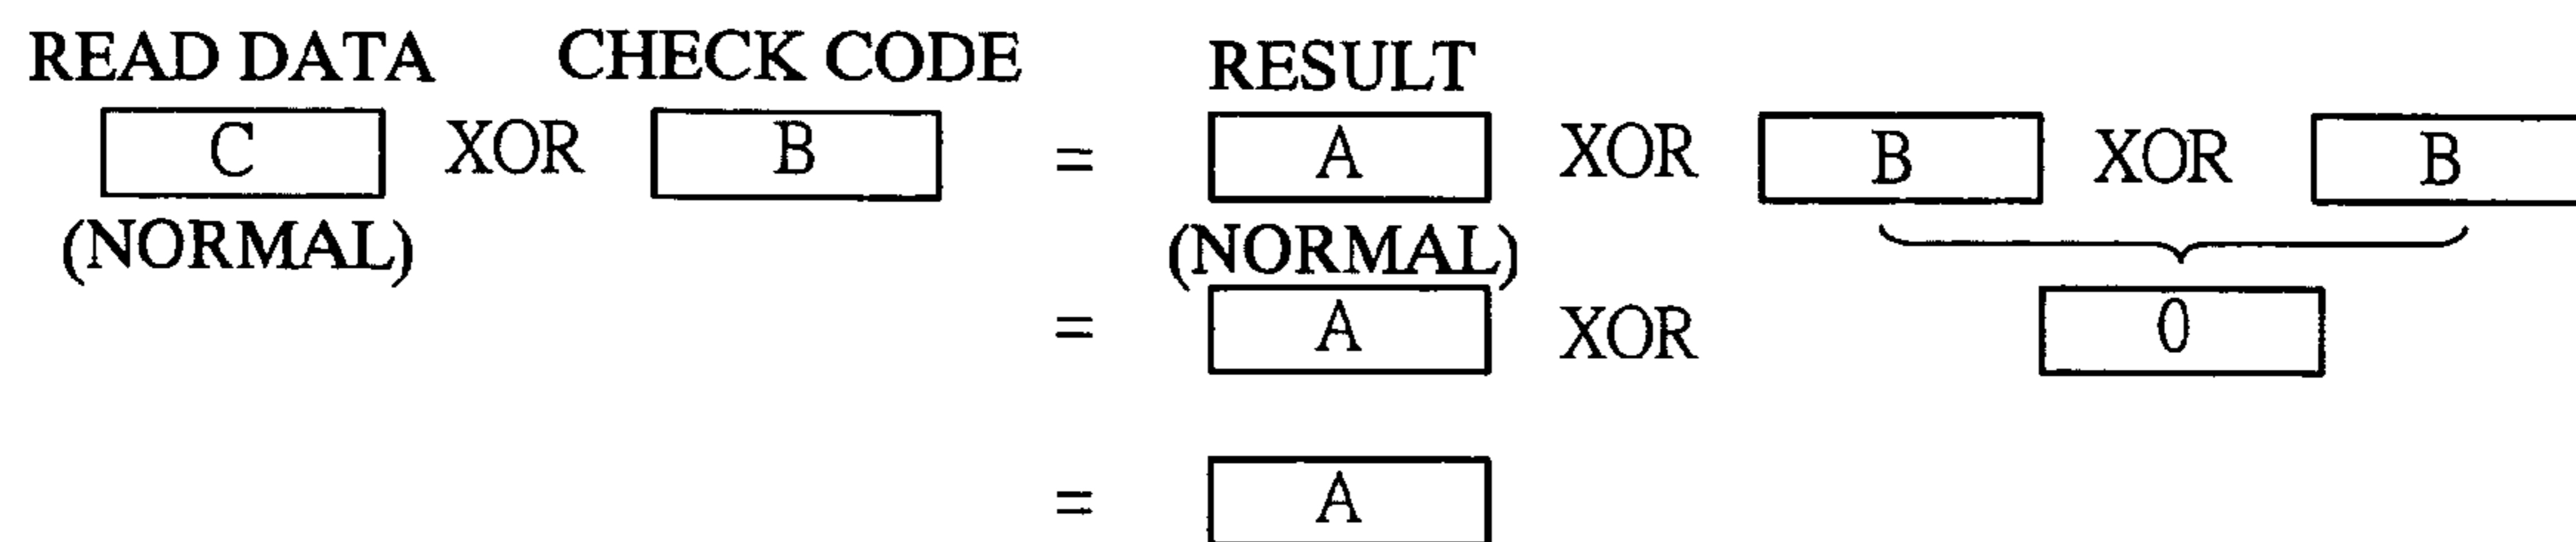 READ DATA CHECK CODE RESULT
C XOR B = A XOR B XOR B
(NORMAL) (NORMAL)
= A XOR 0
= A